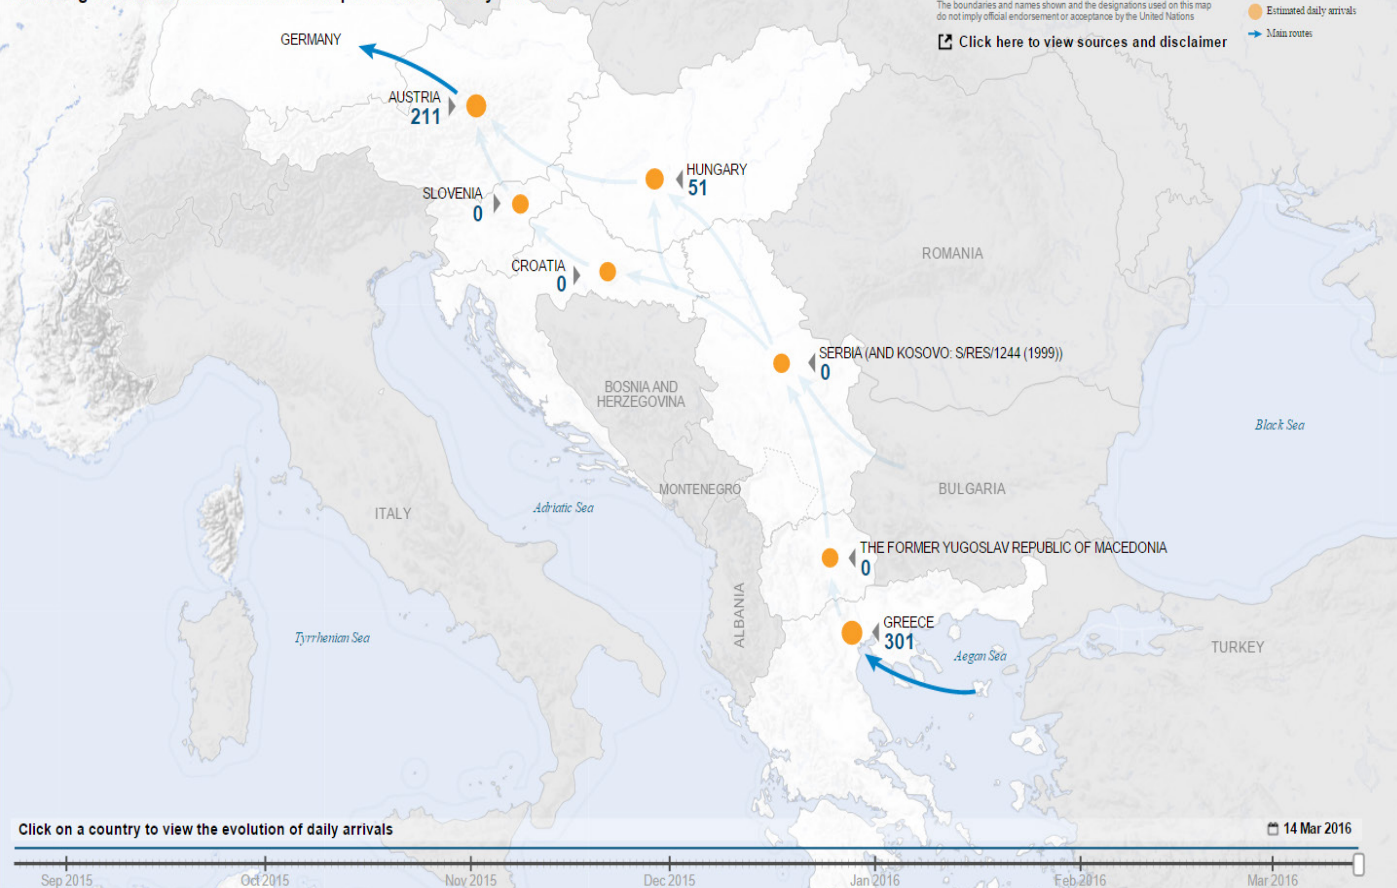 The boundaries and names shown and the designations used on this map
do not imply official endorsement or acceptance by the United Nations
Estimated daily arrivals
Main routes
Click here to view sources and disclaimer
GERMANY
AUSTRIA
211
HUNGARY
51
SLOVENIA
0
CROATIA
0
ROMANIA
SERBIA (AND KOSOVO: S/RES/1244 (1999))
0
BOSNIA AND
HERZEGOVINA
Black Sea
MONTENEGRO
BULGARIA
ITALY
Adriatic Sea
THE FORMER YUGOSLAV REPUBLIC OF MACEDONIA
0
ALBANIA
GREECE
301
Tyrrhenian Sea
Aegan Sea
TURKEY
Click on a country to view the evolution of daily arrivals
14 Mar 2016
Sep 2015
Oct 2015
Nov 2015
Dec 2015
Jan 2016
Feb 2016
Mar 2016